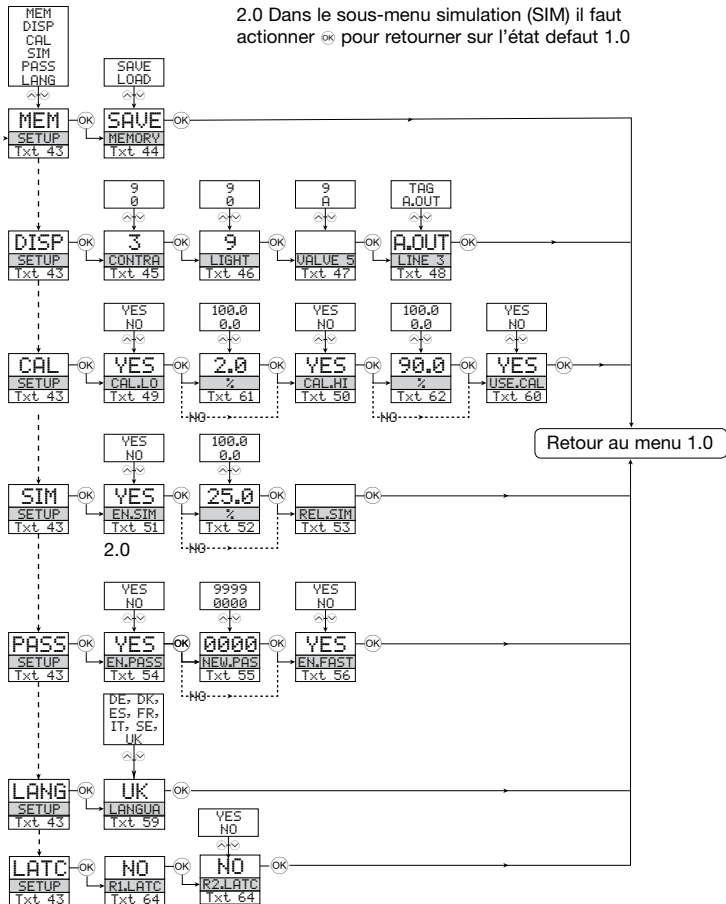 2.0 Dans le sous-menu simulation (SIM) il faut
actionner OK pour retourner sur l'état defaut 1.0
MEM
DISP
CAL
SIM
PASS
LANG
SAVE
LOAD
MEM OK SAVE OK
SETUP MEMORY
Txt 43 Txt 44
9 9 9 TAG
0 0 A A.OUT
DISP OK 3 OK 9 OK OK A.OUT OK
SETUP CONTRA LIGHT VALVE 5 LINE 3
Txt 43 Txt 45 Txt 46 Txt 47 Txt 48
YES 100.0 YES 100.0 YES
NO 0.0 NO 0.0 NO
CAL OK YES OK 2.0 OK YES OK 90.0 OK YES OK
SETUP CAL.LO % CAL.HI % USE.CAL
Txt 43 Txt 49 Txt 61 Txt 50 Txt 62 Txt 60
NO NO
Retour au menu 1.0
YES 100.0
NO 0.0
SIM OK YES OK 25.0 OK OK
SETUP EN.SIM % REL.SIM
Txt 43 Txt 51 Txt 52 Txt 53
NO
2.0
YES 9999 YES
NO 0000 NO
PASS OK YES OK 0000 OK YES OK
SETUP EN.PASS NEW.PAS EN.FAST
Txt 43 Txt 54 Txt 55 Txt 56
NO
DE, DK,
ES, FR,
IT, SE,
UK
LANG OK UK OK
SETUP LANGUA
Txt 43 Txt 59
YES
NO
LATC OK NO OK NO OK
SETUP R1.LATC R2.LATC
Txt 43 Txt 64 Txt 64